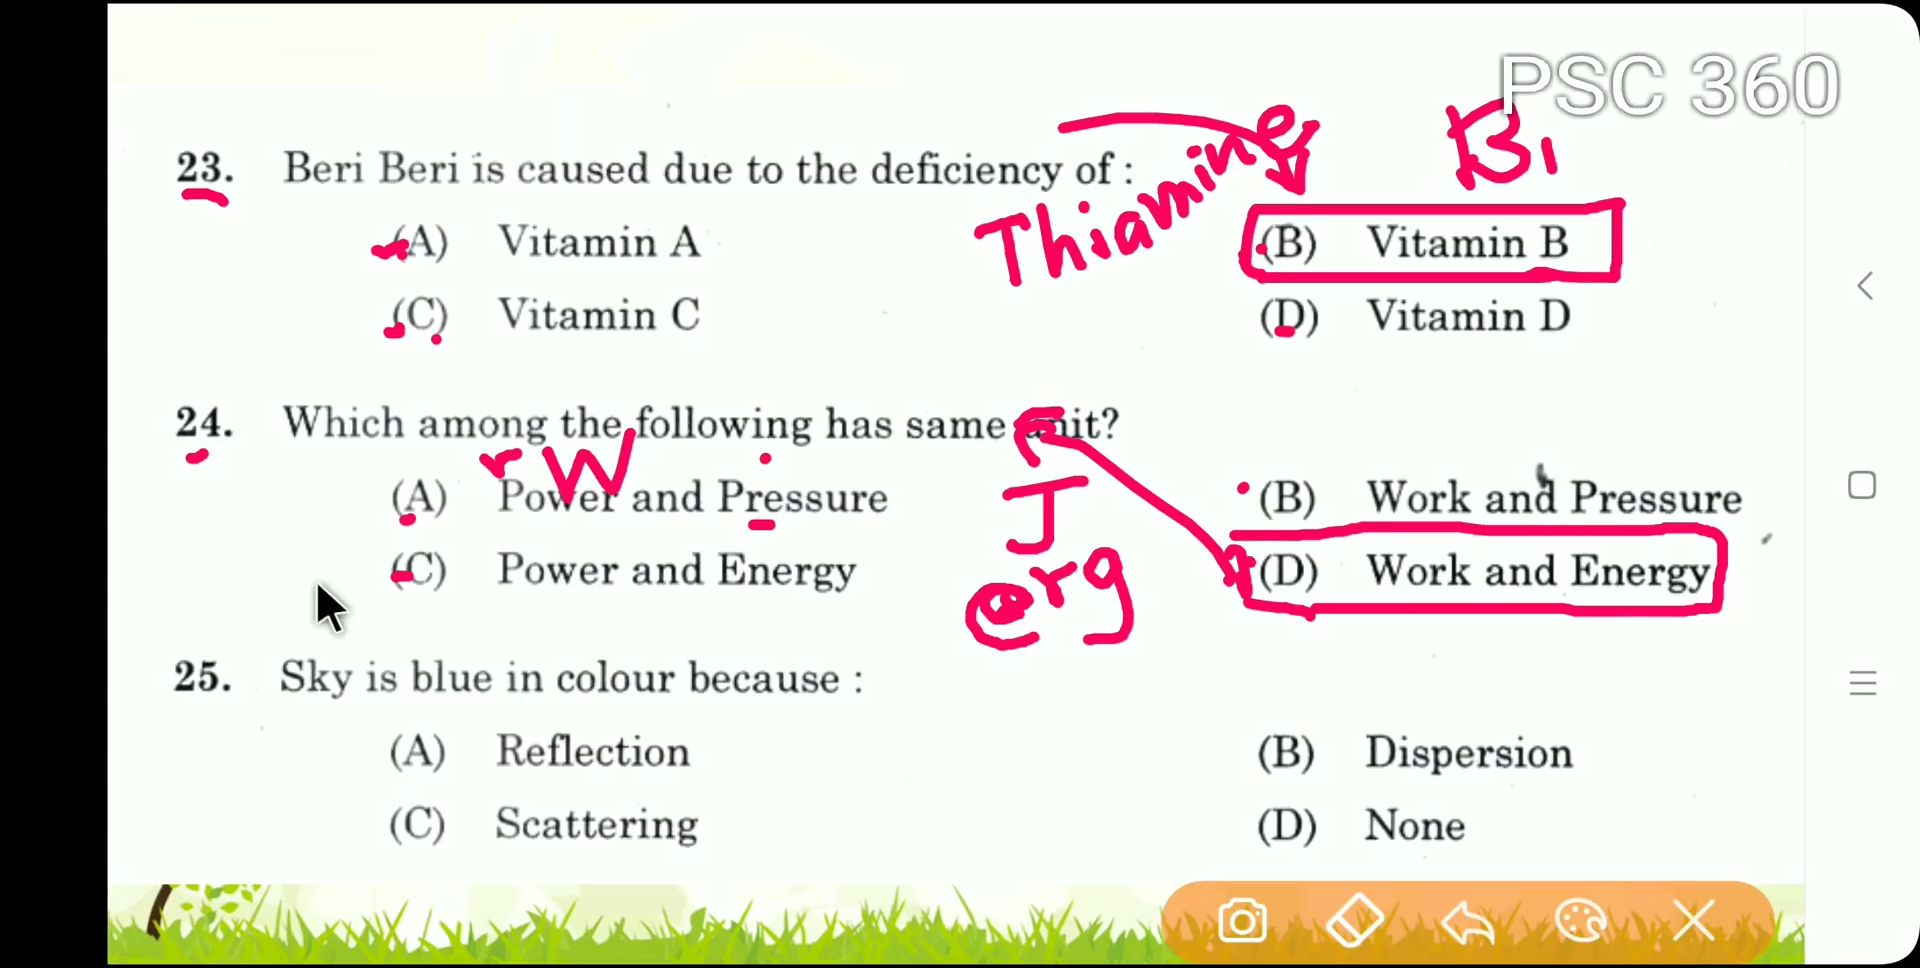 PSC 360
Thiamine B1
23. Beri Beri is caused due to the deficiency of :
(A) Vitamin A (B) Vitamin B
(C) Vitamin C (D) Vitamin D
24. Which among the following has same unit?
W
(A) Power and Pressure J (B) Work and Pressure
(C) Power and Energy erg (D) Work and Energy
25. Sky is blue in colour because :
(A) Reflection (B) Dispersion
(C) Scattering (D) None